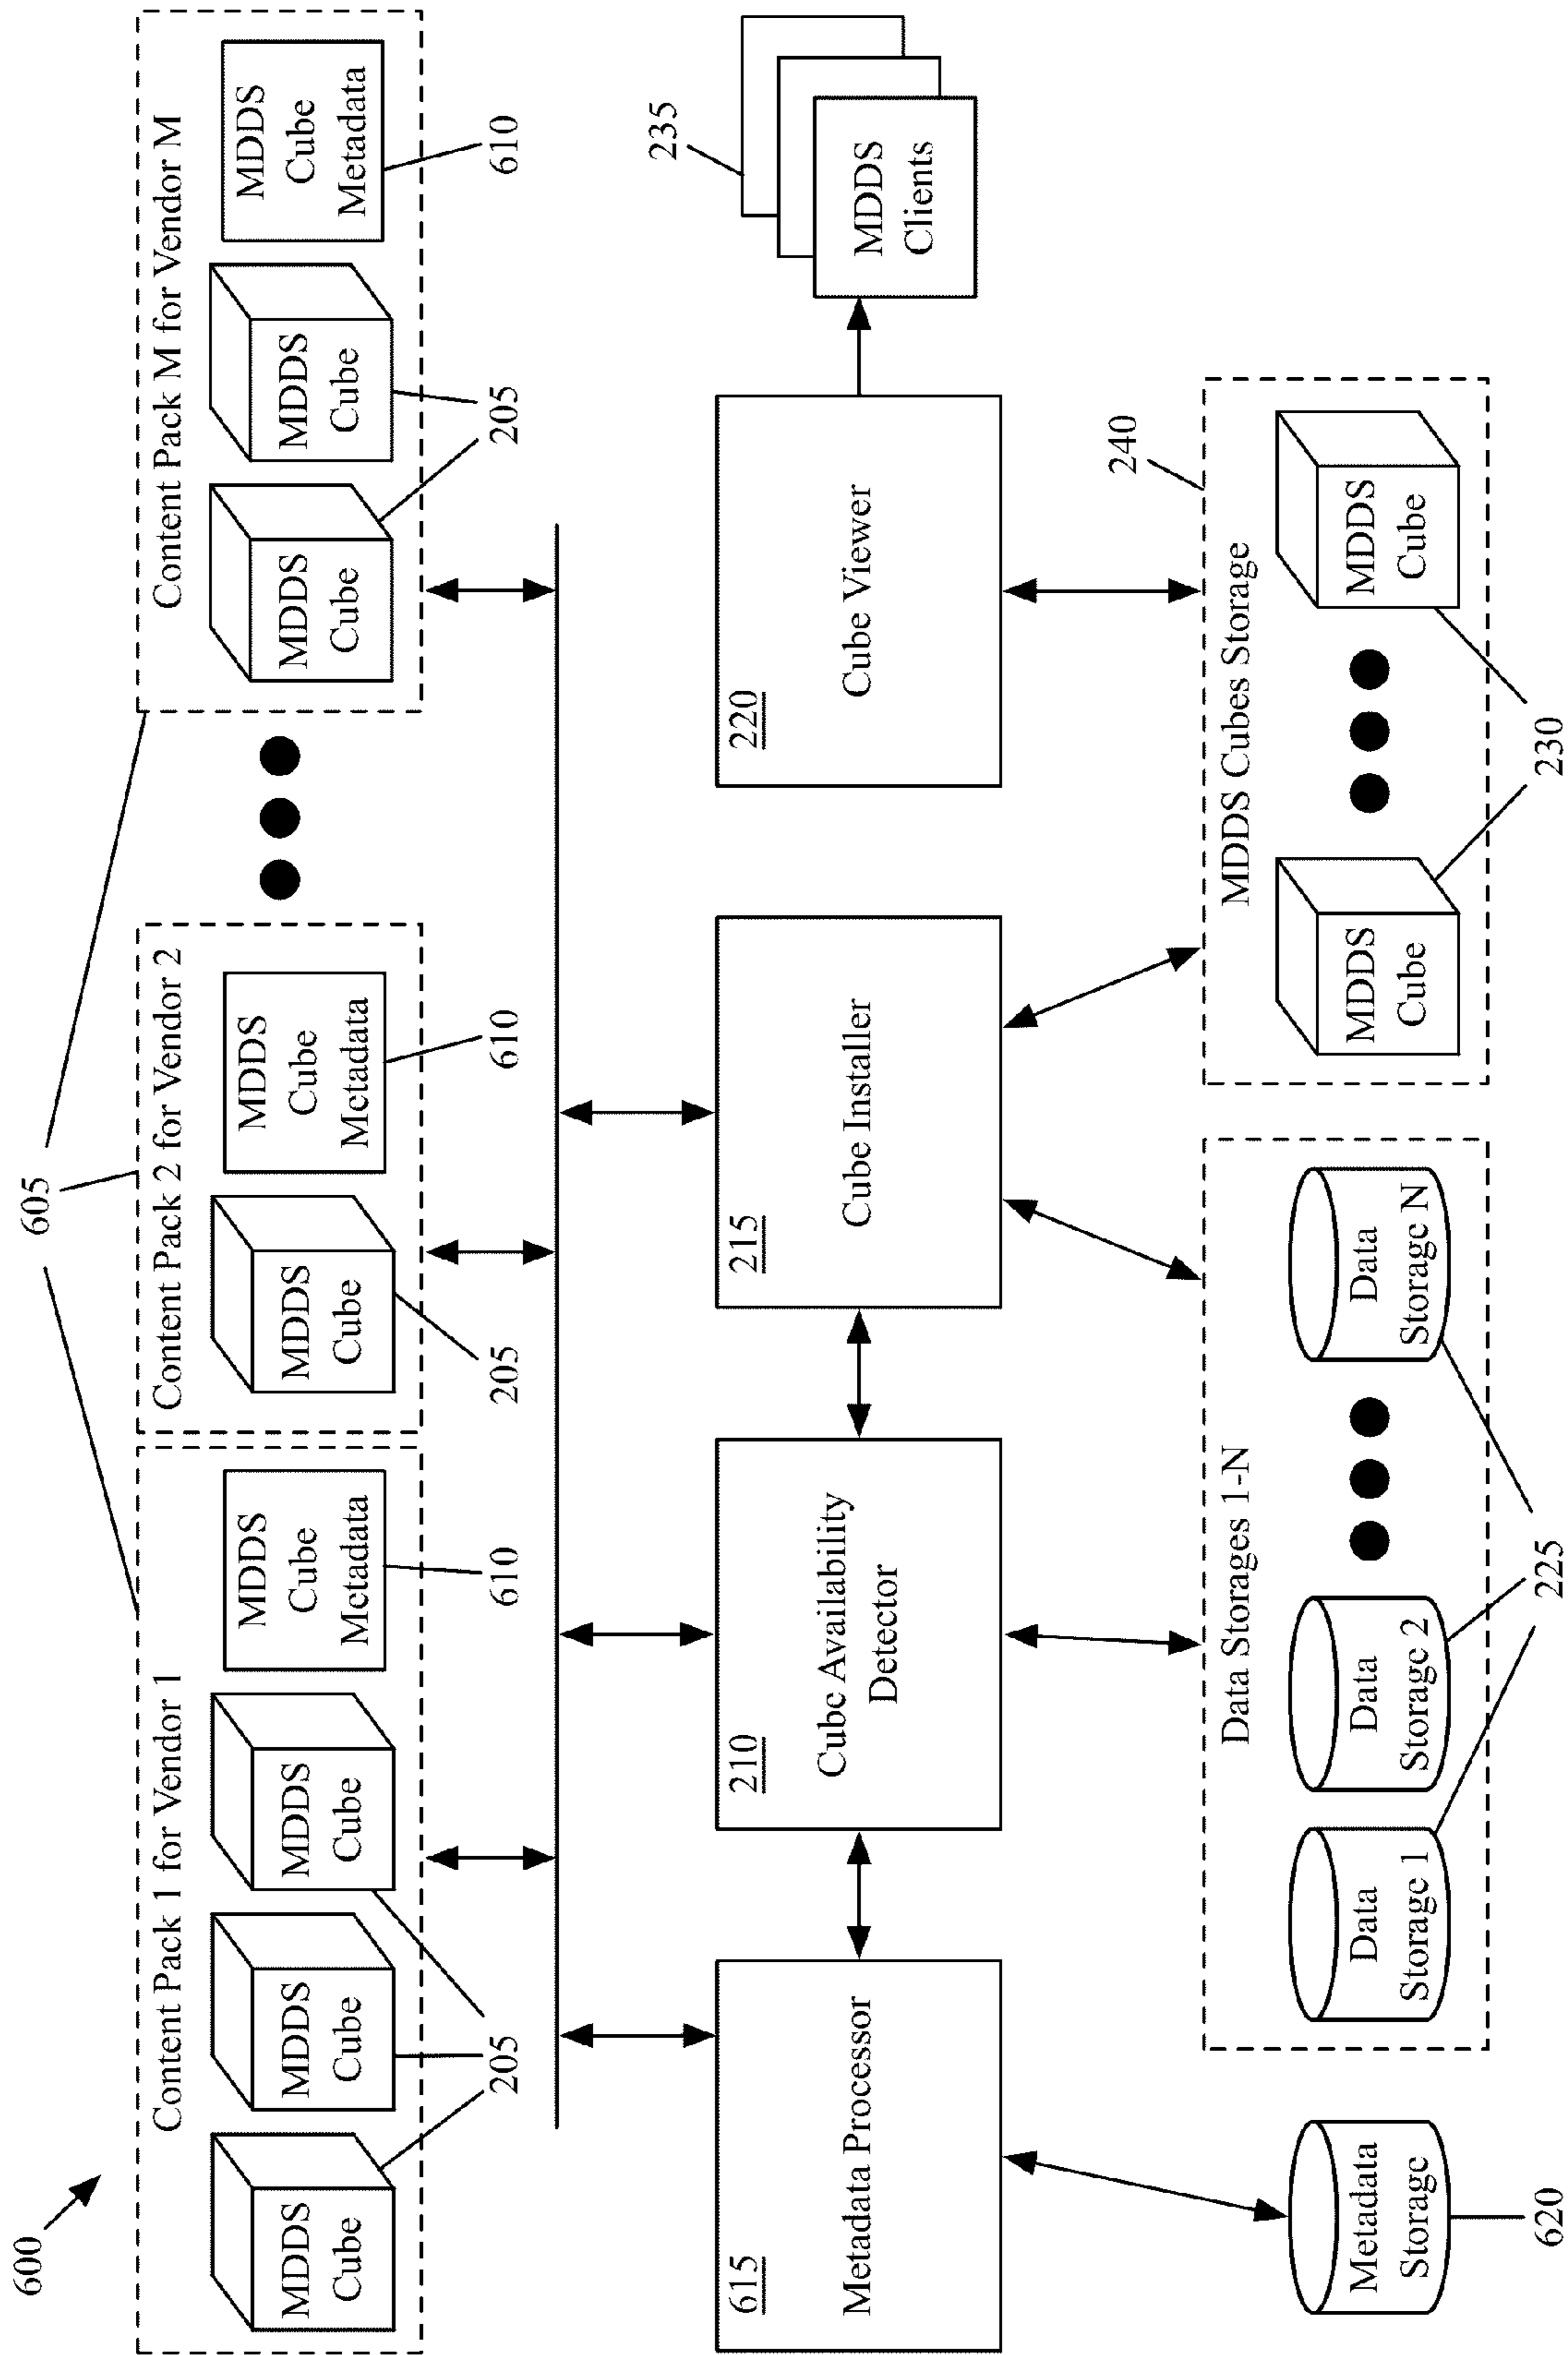 600
605
Content Pack 1 for Vendor 1
MDDS
Cube
MDDS
Cube
MDDS
Cube
MDDS
Cube
Metadata
205
610
Content Pack 2 for Vendor 2
MDDS
Cube
MDDS
Cube
Metadata
205
610
Content Pack M for Vendor M
MDDS
Cube
MDDS
Cube
MDDS
Cube
Metadata
205
610
615
Metadata Processor
210
Cube Availability
Detector
215
Cube Installer
220
Cube Viewer
235
MDDS
Clients
Metadata
Storage
620
Data Storages 1-N
Data
Storage 1
Data
Storage 2
Data
Storage N
225
240
MDDS Cubes Storage
MDDS
Cube
MDDS
Cube
230